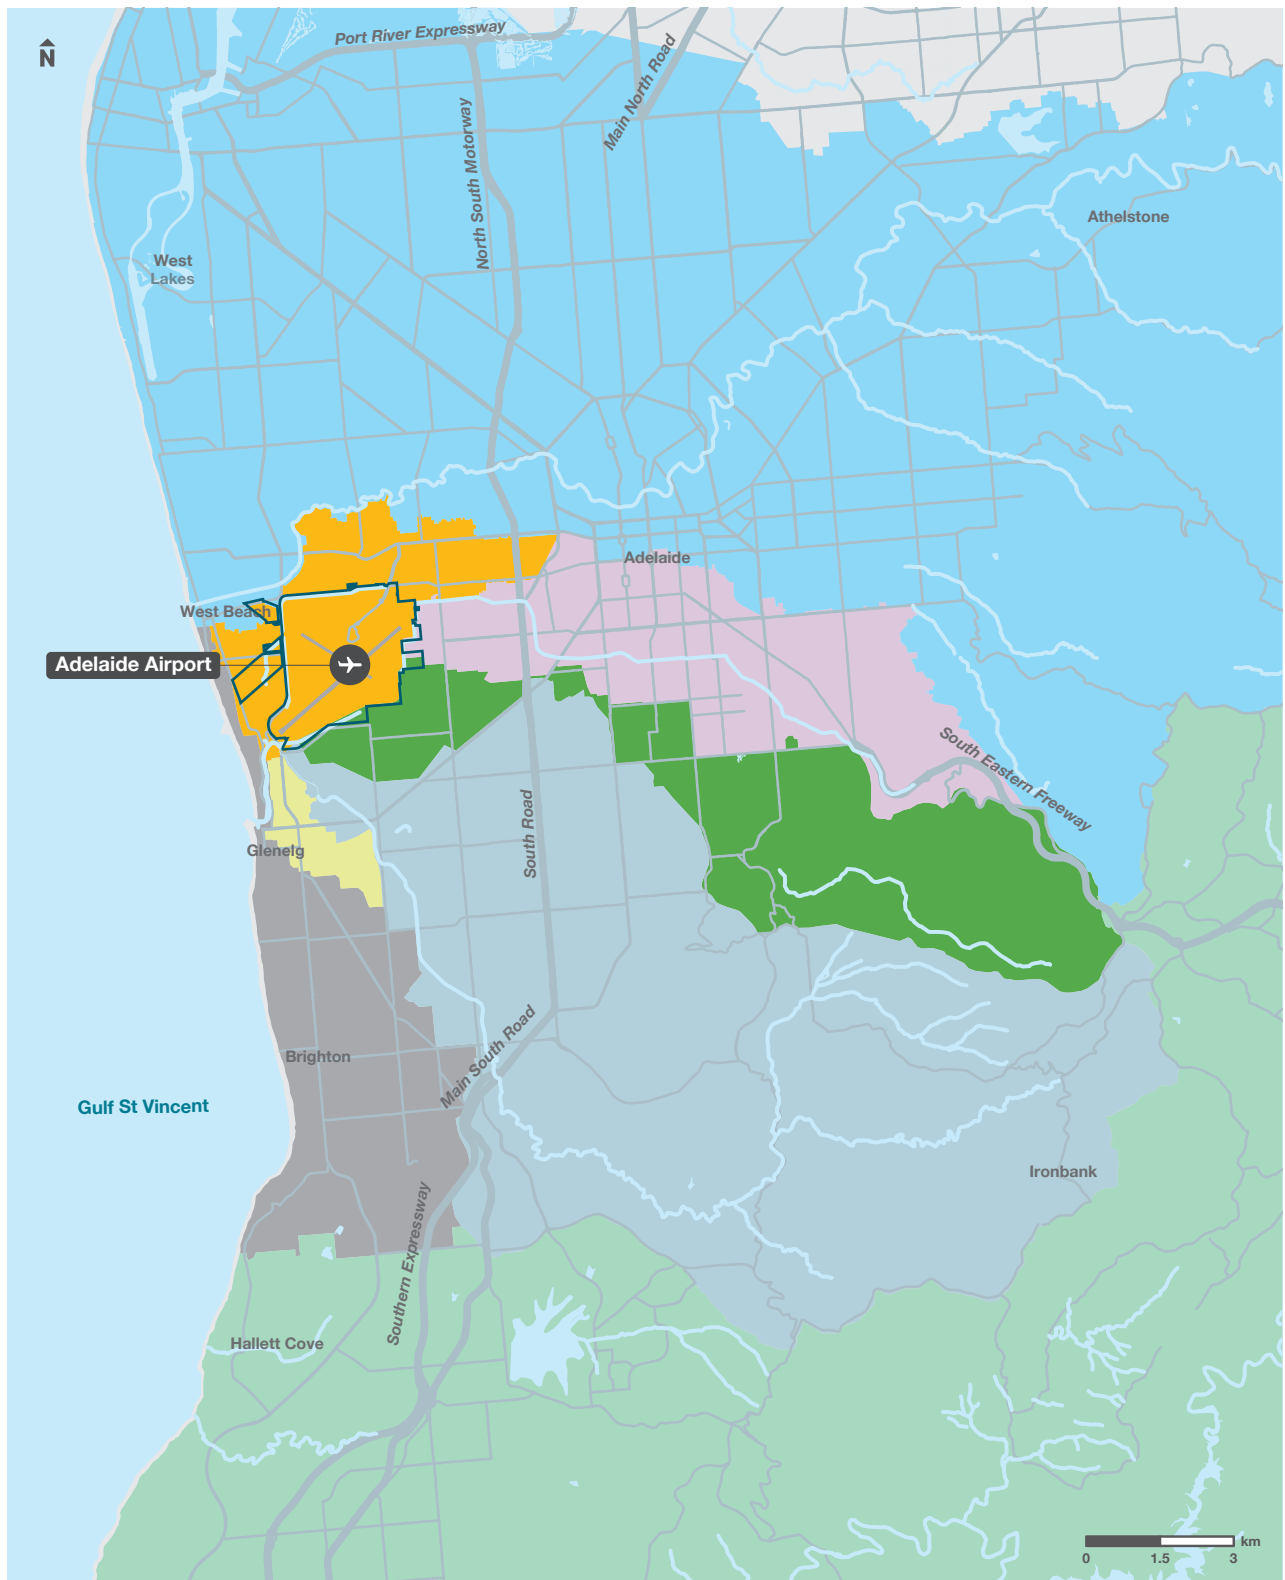 N
Port River Expressway
Main North Road
North South Motorway
Athelstone
West
Lakes
Adelaide
West Beach
Adelaide Airport
South Eastern Freeway
South Road
Glenelg
Main South Road
Brighton
Gulf St Vincent
Ironbank
Southern Expressway
Hallett Cove
km
0 1.5 3